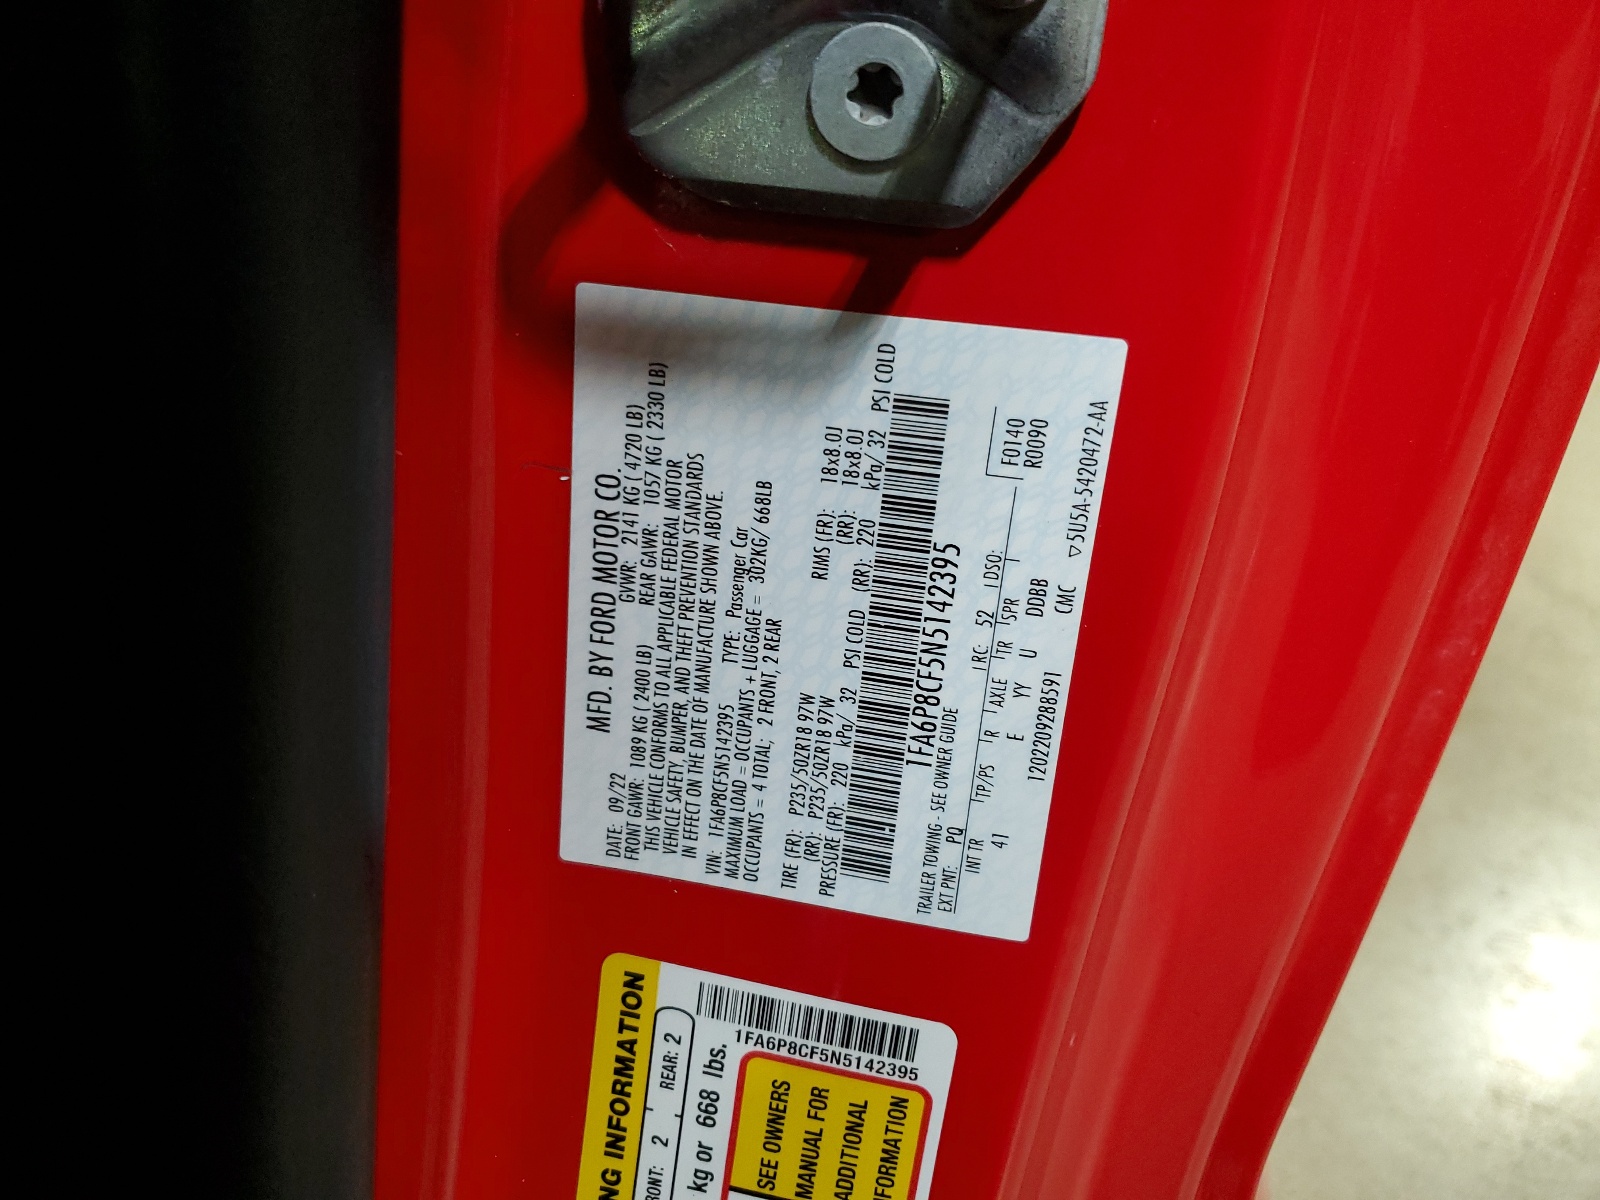 MFD. BY FORD MOTOR CO.
DATE: 09/22 GVWR: 2141 KG ( 4720 LB)
FRONT GAWR: 1089 KG ( 2400 LB) REAR GAWR: 1057 KG ( 2330 LB)
THIS VEHICLE CONFORMS TO ALL APPLICABLE FEDERAL MOTOR
VEHICLE SAFETY, BUMPER, AND THEFT PREVENTION STANDARDS
IN EFFECT ON THE DATE OF MANUFACTURE SHOWN ABOVE.
VIN: 1FA6P8CF5N5142395 TYPE: Passenger Car
MAXIMUM LOAD = OCCUPANTS + LUGGAGE = 302KG/ 668LB
OCCUPANTS = 4 TOTAL; 2 FRONT, 2 REAR
TIRE (FR): P235/50ZR18 97W RIMS (FR): 18x8.0J
(RR): P235/50ZR18 97W (RR): 18x8.0J
PRESSURE (FR): 220 kPa/ 32 PSI COLD (RR): 220 kPa/ 32 PSI COLD
1FA6P8CF5N5142395
TRAILER TOWING - SEE OWNER GUIDE
EXT PNT: PQ RC: 52 DSO: F0140
INT TR TP/PS R AXLE TR SPR R0090
41 E YY U DDBB
120220928859​1 CMC ▽5U5A-5420472-AA
NG INFORMATION
RONT: 2 REAR: 2
kg or 668 lbs.
1FA6P8CF5N5142395
SEE OWNERS
MANUAL FOR
ADDITIONAL
NFORMATION